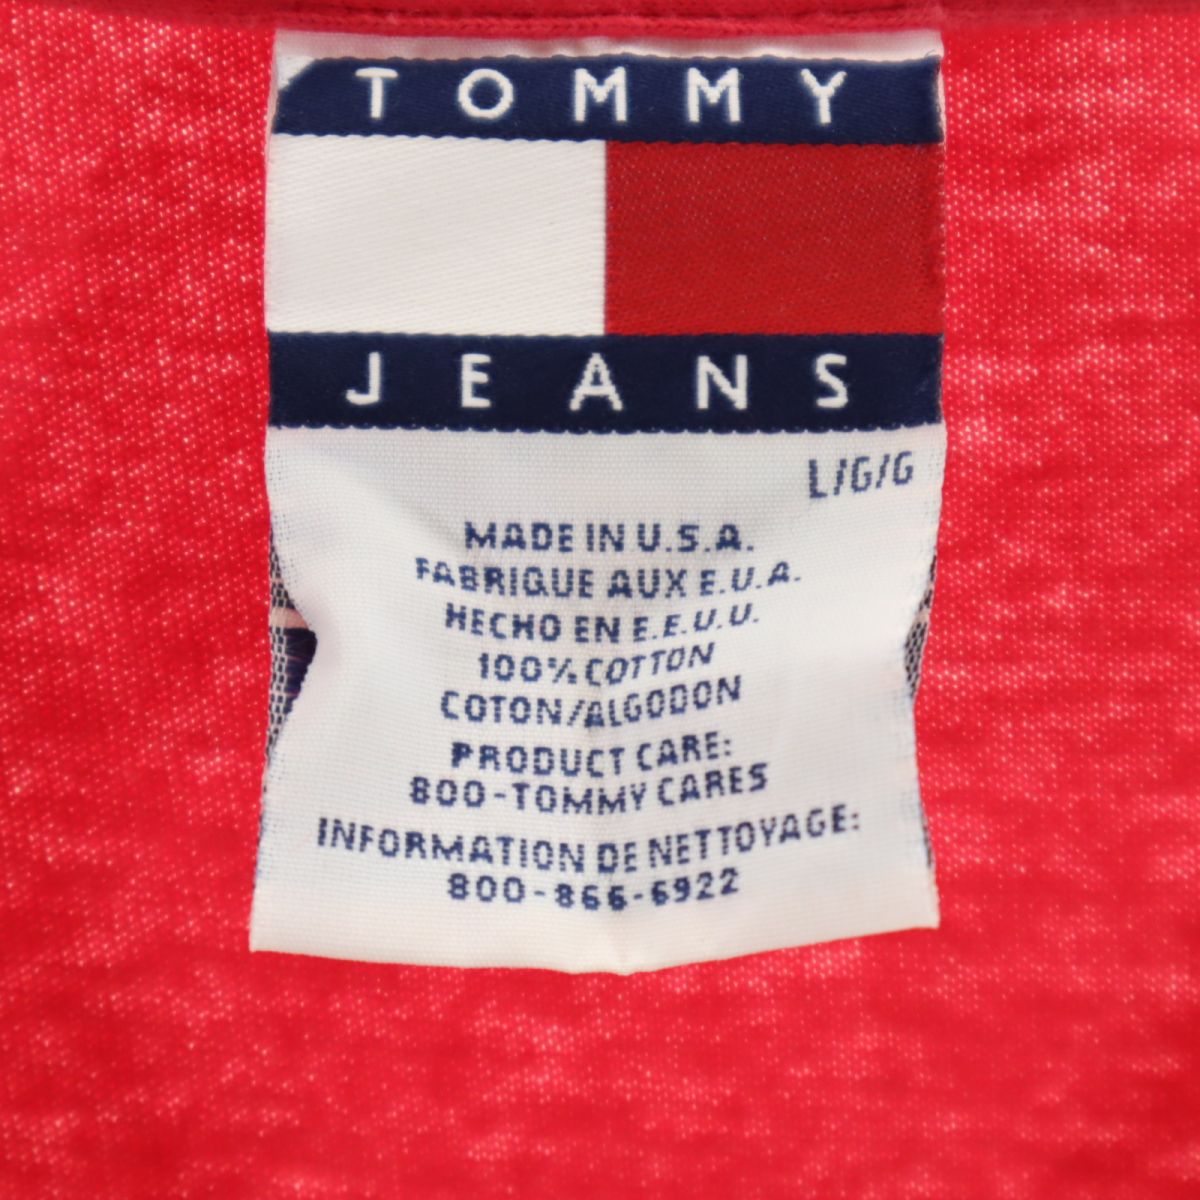 TOMMY
JEANS
L/G/G
MADE IN U.S.A.
FABRIQUE AUX E.U.A.
HECHO EN E.E.U.U.
100% COTTON
COTON/ALGODON
PRODUCT CARE:
800-TOMMY CARES
INFORMATION DE NETTOYAGE:
800-866-6922